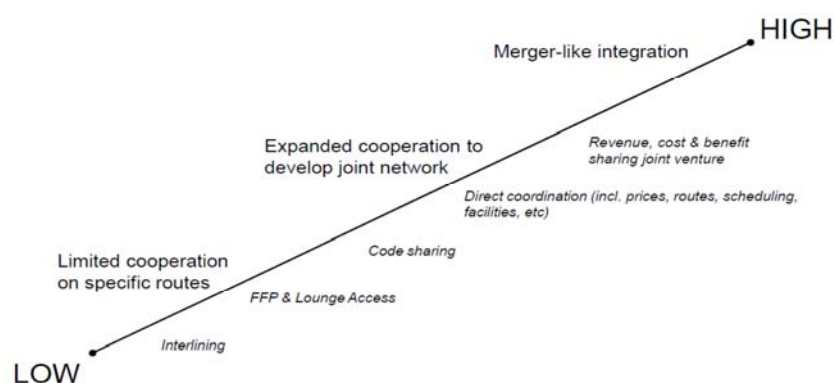 HIGH
Merger-like integration
Revenue, cost & benefit
sharing joint venture
Expanded cooperation to
develop joint network
Direct coordination (incl. prices, routes, scheduling,
facilities, etc)
Code sharing
Limited cooperation
on specific routes
FFP & Lounge Access
Interlining
LOW